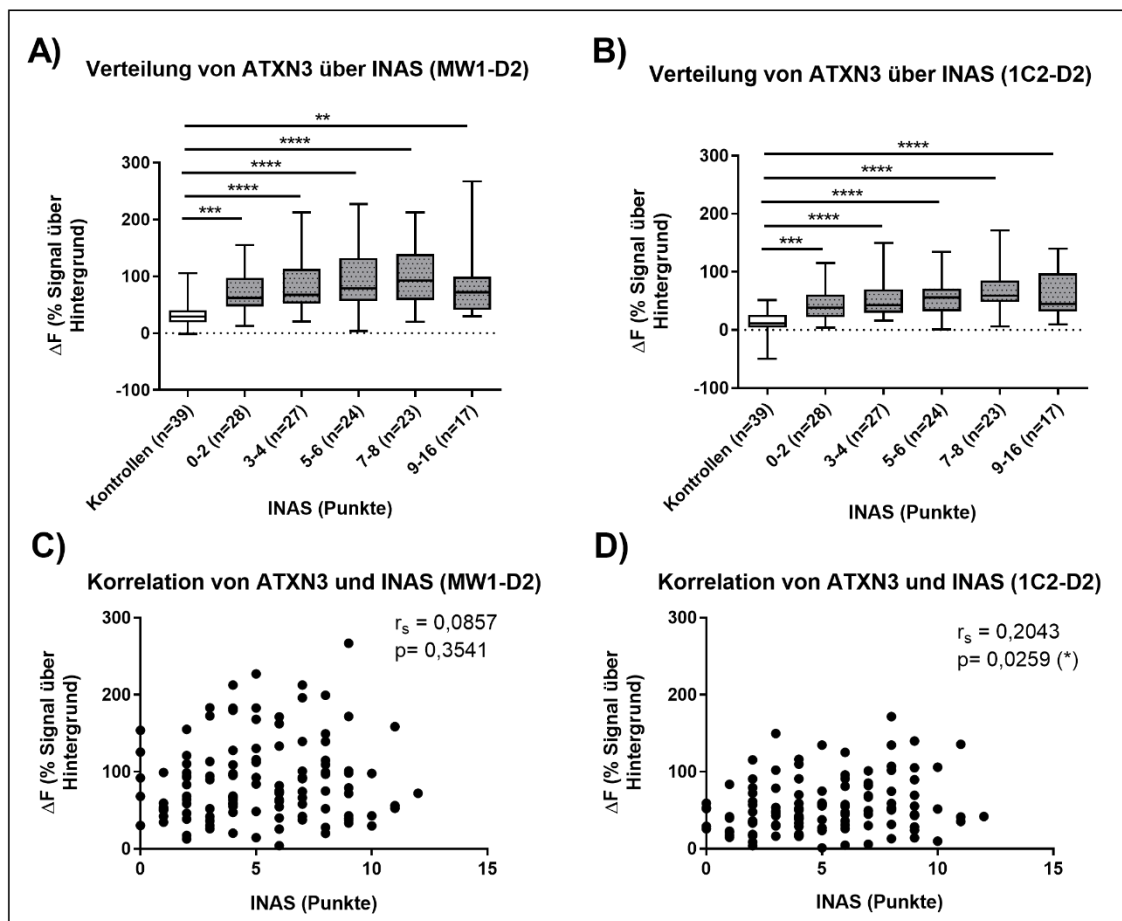 A)
Verteilung von ATXN3 über INAS (MW1-D2)
**
****
****
****
***
ΔF (% Signal über
Hintergrund)
300
200
100
0
-100
Kontrollen (n=39)
0-2 (n=28)
3-4 (n=27)
5-6 (n=24)
7-8 (n=23)
9-16 (n=17)
INAS (Punkte)
B)
Verteilung von ATXN3 über INAS (1C2-D2)
****
****
****
****
***
ΔF (% Signal über
Hintergrund)
300
200
100
0
-100
Kontrollen (n=39)
0-2 (n=28)
3-4 (n=27)
5-6 (n=24)
7-8 (n=23)
9-16 (n=17)
INAS (Punkte)
C)
Korrelation von ATXN3 und INAS (MW1-D2)
rs = 0,0857
p= 0,3541
ΔF (% Signal über
Hintergrund)
300
200
100
0
0 5 10 15
INAS (Punkte)
D)
Korrelation von ATXN3 und INAS (1C2-D2)
rs = 0,2043
p= 0,0259 (*)
ΔF (% Signal über
Hintergrund)
300
200
100
0
0 5 10 15
INAS (Punkte)